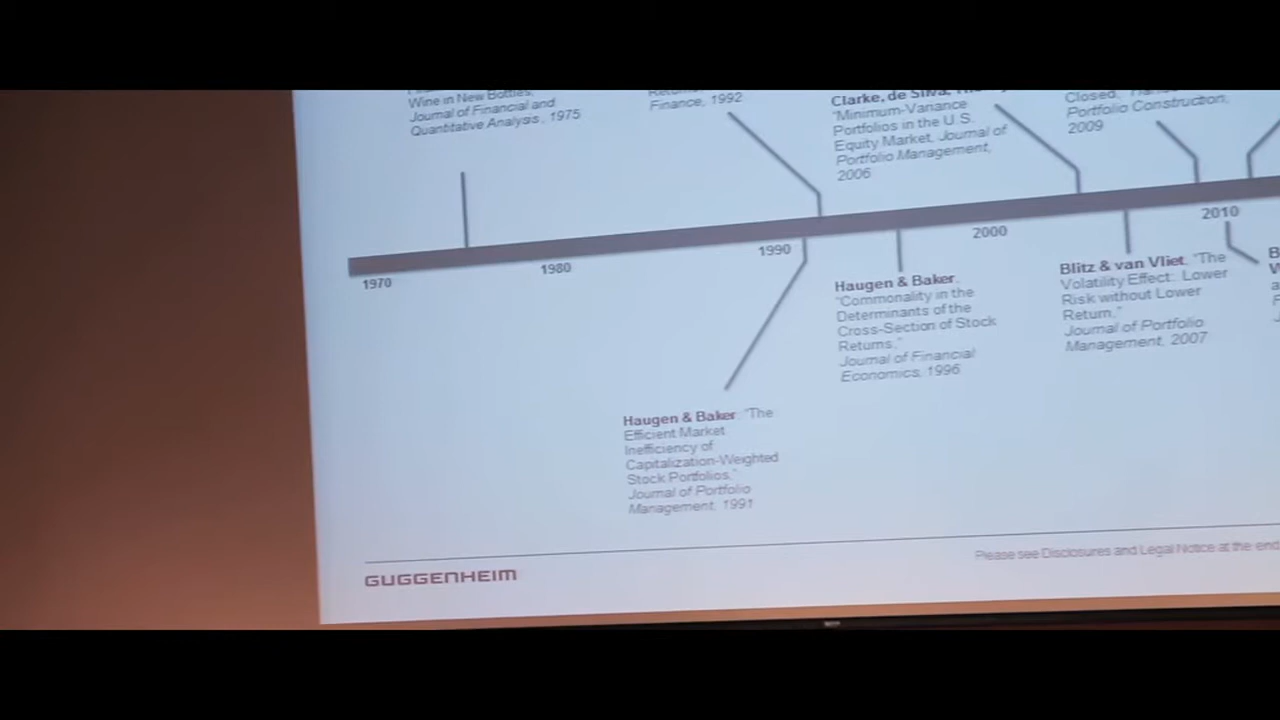 Wine in New Bottles,
Journal of Financial and
Quantitative Analysis, 1975
Finance, 1992
Clarke, de Silva,
"Minimum-Variance
Portfolios in the U.S.
Equity Market, Journal of
Portfolio Management,
2006
Closed,
Portfolio Construction,
2009
1970
1980
1990
2000
2010
Haugen & Baker. "The
Efficient Market
Inefficiency of
Capitalization-Weighted
Stock Portfolios,"
Journal of Portfolio
Management, 1991
Haugen & Baker.
"Commonality in the
Determinants of the
Cross-Section of Stock
Returns,"
Journal of Financial
Economics, 1996
Blitz & van Vliet. "The
Volatility Effect: Lower
Risk without Lower
Return,"
Journal of Portfolio
Management, 2007
GUGGENHEIM
Please see Disclosures and Legal Notice at the end